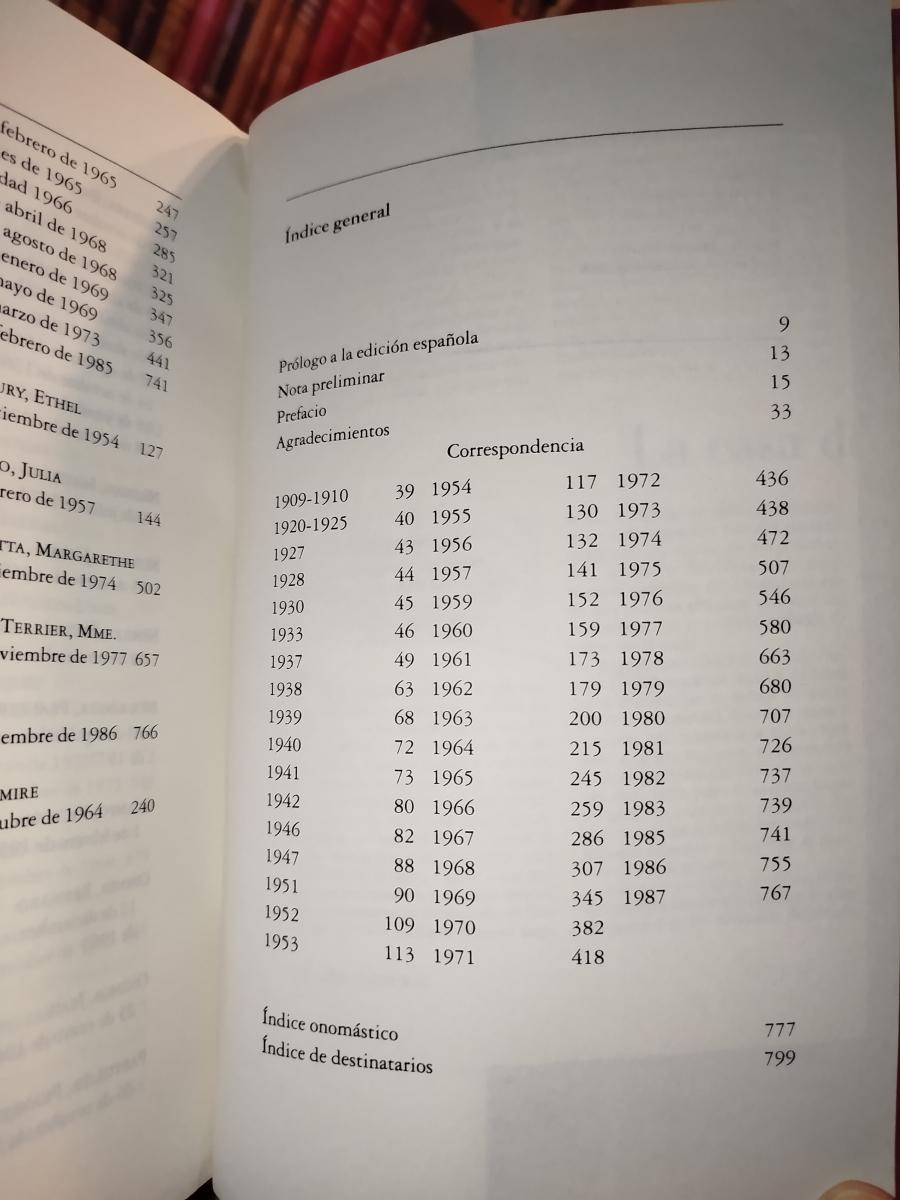 febrero de 1965 247
es de 1965 257
dad 1966 285
abril de 1968 321
agosto de 1968 325
enero de 1969 347
mayo de 1969 356
marzo de 1973 441
febrero de 1985 741
URY, ETHEL
iembre de 1954 127
O, JULIA
rero de 1957 144
TTA, MARGARETHE
iembre de 1974 502
TERRIER, MME.
viembre de 1977 657
embre de 1986 766
MIRE
ubre de 1964 240
Índice general
Prólogo a la edición española 9
Nota preliminar 13
Prefacio 15
Agradecimientos 33
Correspondencia
1909-1910 39 1954 117 1972 436
1920-1925 40 1955 130 1973 438
1927 43 1956 132 1974 472
1928 44 1957 141 1975 507
1930 45 1959 152 1976 546
1933 46 1960 159 1977 580
1937 49 1961 173 1978 663
1938 63 1962 179 1979 680
1939 68 1963 200 1980 707
1940 72 1964 215 1981 726
1941 73 1965 245 1982 737
1942 80 1966 259 1983 739
1946 82 1967 286 1985 741
1947 88 1968 307 1986 755
1951 90 1969 345 1987 767
1952 109 1970 382
1953 113 1971 418
Índice onomástico 777
Índice de destinatarios 799